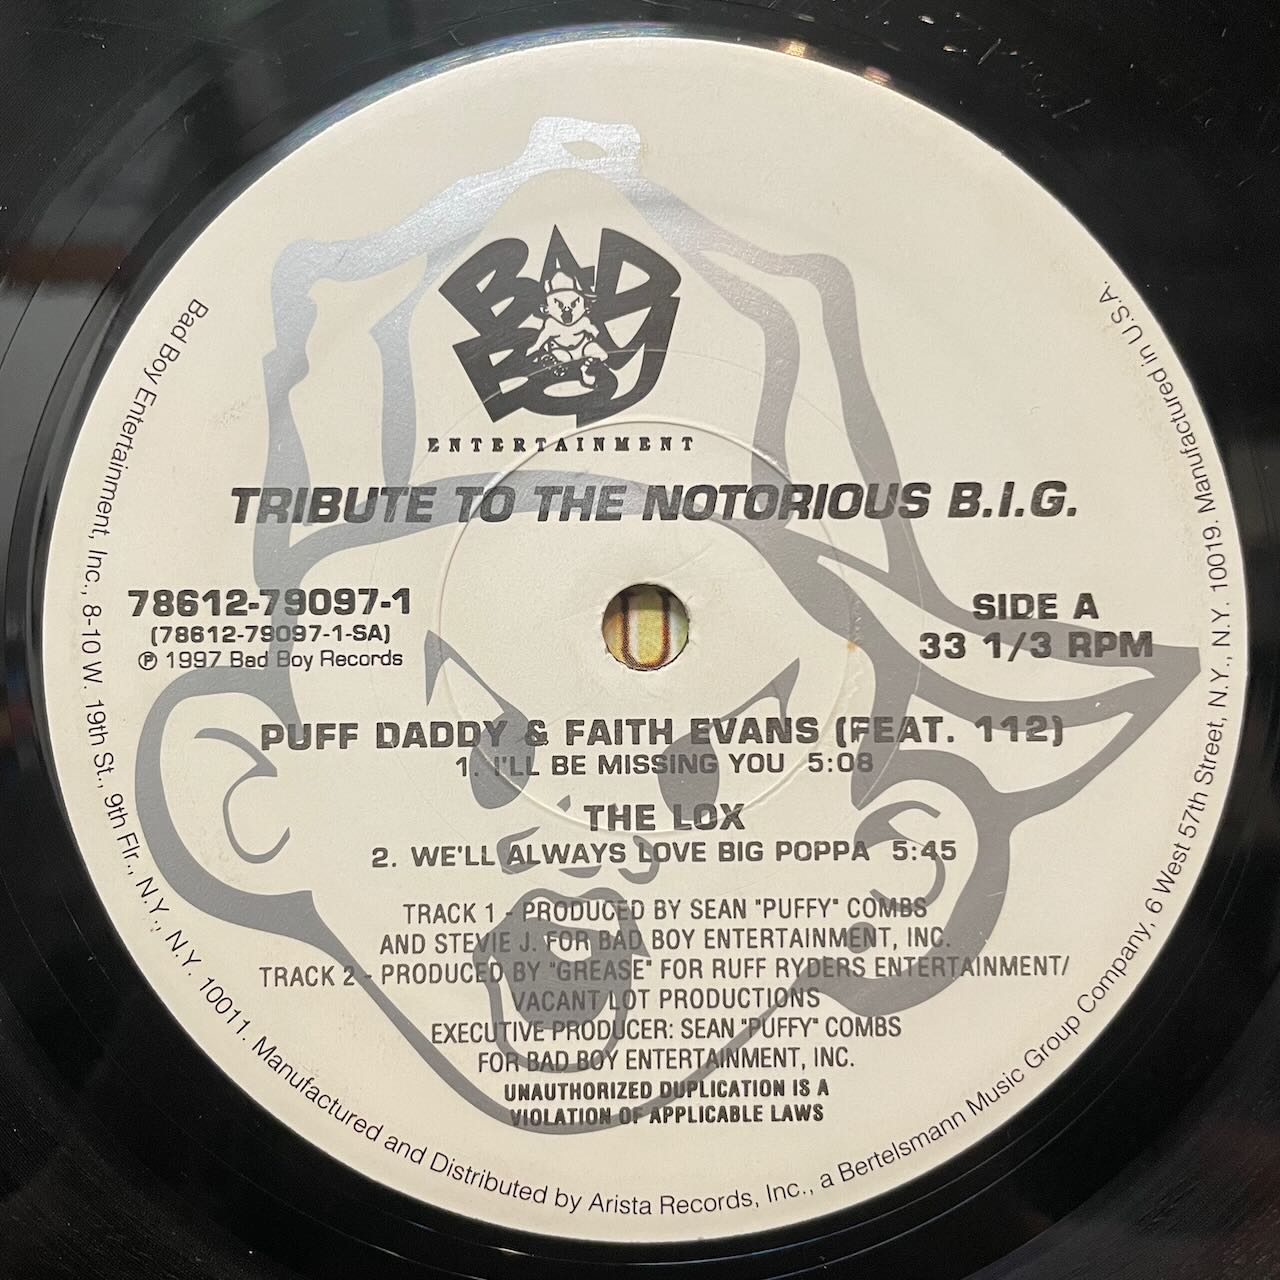 BAD
BOY
ENTERTAINMENT
TRIBUTE TO THE NOTORIOUS B.I.G.
78612-79097-1
(78612-79097-1-SA)
℗ 1997 Bad Boy Records
SIDE A
33 1/3 RPM
PUFF DADDY & FAITH EVANS (FEAT. 112)
1. I'LL BE MISSING YOU 5:08
THE LOX
2. WE'LL ALWAYS LOVE BIG POPPA 5:45
TRACK 1 - PRODUCED BY SEAN "PUFFY" COMBS
AND STEVIE J. FOR BAD BOY ENTERTAINMENT, INC.
TRACK 2 - PRODUCED BY "GREASE" FOR RUFF RYDERS ENTERTAINMENT/
VACANT LOT PRODUCTIONS
EXECUTIVE PRODUCER: SEAN "PUFFY" COMBS
FOR BAD BOY ENTERTAINMENT, INC.
UNAUTHORIZED DUPLICATION IS A
VIOLATION OF APPLICABLE LAWS
Bad Boy Entertainment, Inc., 8-10 W. 19th St., 9th Flr., N.Y., N.Y. 10011. Manufactured and Distributed by Arista Records, Inc., a Bertelsmann Music Group Company, 6 West 57th Street, N.Y., N.Y. 10019. Manufactured in U.S.A.